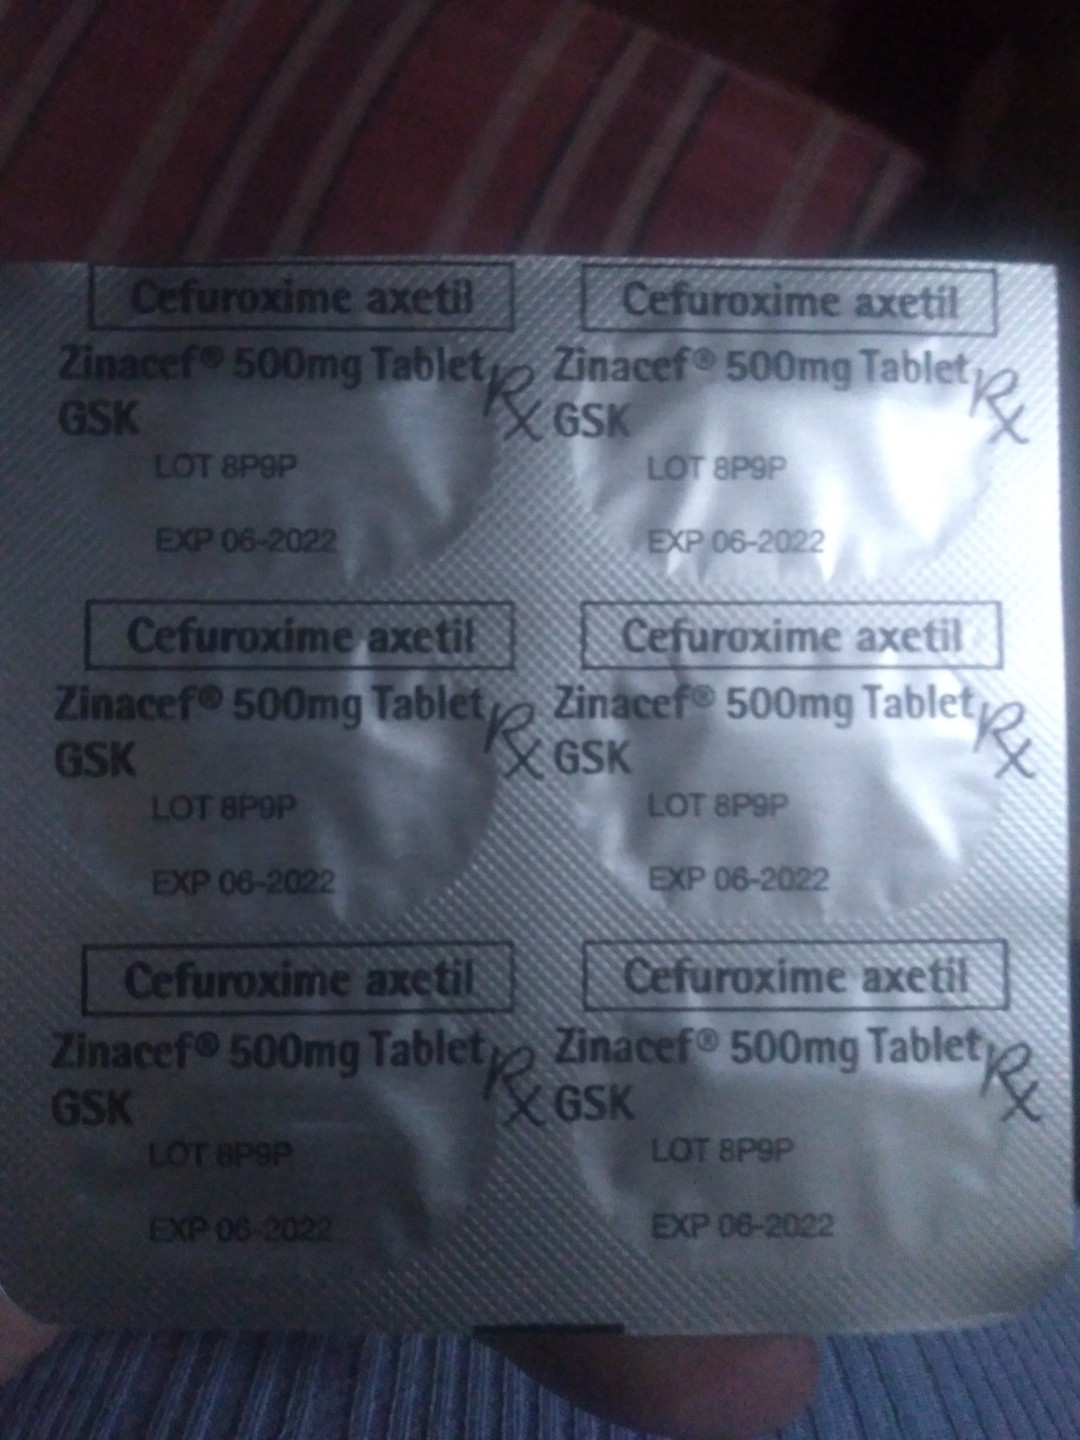 Cefuroxime axetil
Zinacef® 500mg Tablet Rx
GSK
LOT 8P9P
EXP 06-2022
Cefuroxime axetil
Zinacef® 500mg Tablet Rx
GSK
LOT 8P9P
EXP 06-2022
Cefuroxime axetil
Zinacef® 500mg Tablet Rx
GSK
LOT 8P9P
EXP 06-2022
Cefuroxime axetil
Zinacef® 500mg Tablet Rx
GSK
LOT 8P9P
EXP 06-2022
Cefuroxime axetil
Zinacef® 500mg Tablet Rx
GSK
LOT 8P9P
EXP 06-2022
Cefuroxime axetil
Zinacef® 500mg Tablet Rx
GSK
LOT 8P9P
EXP 06-2022